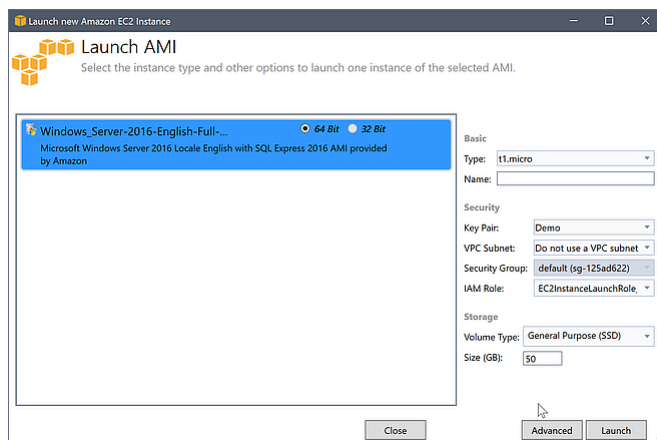 Launch new Amazon EC2 Instance
Launch AMI
Select the instance type and other options to launch one instance of the selected AMI.
Windows_Server-2016-English-Full-...
64 Bit
32 Bit
Microsoft Windows Server 2016 Locale English with SQL Express 2016 AMI provided
by Amazon
Basic
Type: t1.micro
Name:
Security
Key Pair: Demo
VPC Subnet: Do not use a VPC subnet
Security Group: default (sg-125ad622)
IAM Role: EC2InstanceLaunchRole,
Storage
Volume Type: General Purpose (SSD)
Size (GB): 50
Close
Advanced
Launch